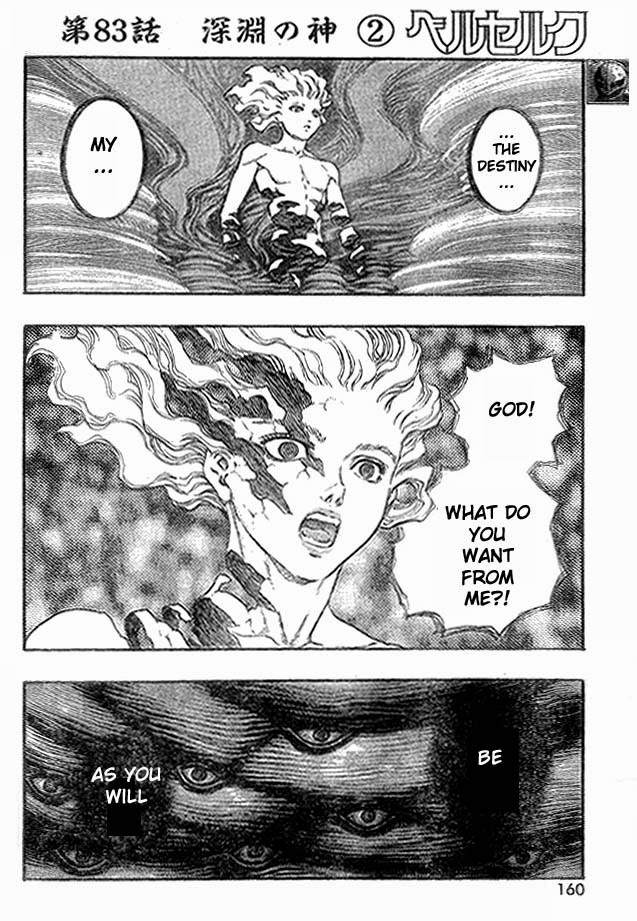 第83話 深淵の神 ② ベルセルク
...
THE
DESTINY
...
MY
...
GOD!
WHAT DO
YOU
WANT
FROM
ME?!
BE
AS YOU
WILL
160